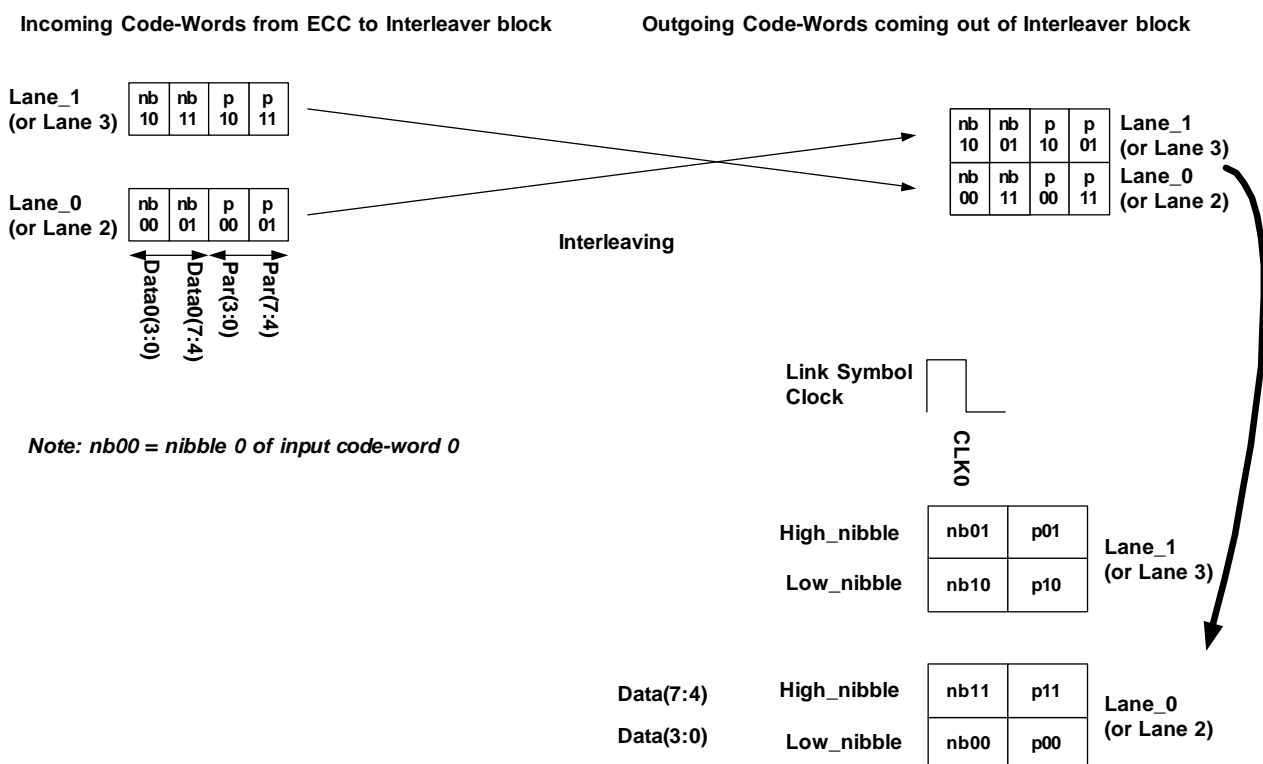 Incoming Code-Words from ECC to Interleaver block
Outgoing Code-Words coming out of Interleaver block
Lane_1
(or Lane 3)
nb nb p p
10 11 10 11
Lane_0
(or Lane 2)
nb nb p p
00 01 00 01
Data0(3:0)
Data0(7:4)
Par(3:0)
Par(7:4)
Interleaving
nb nb p p
10 01 10 01
Lane_1
(or Lane 3)
nb nb p p
00 11 00 11
Lane_0
(or Lane 2)
Note: nb00 = nibble 0 of input code-word 0
Link Symbol
Clock
CLK0
High_nibble nb01 p01
Low_nibble nb10 p10
Lane_1
(or Lane 3)
Data(7:4) High_nibble nb11 p11
Data(3:0) Low_nibble nb00 p00
Lane_0
(or Lane 2)